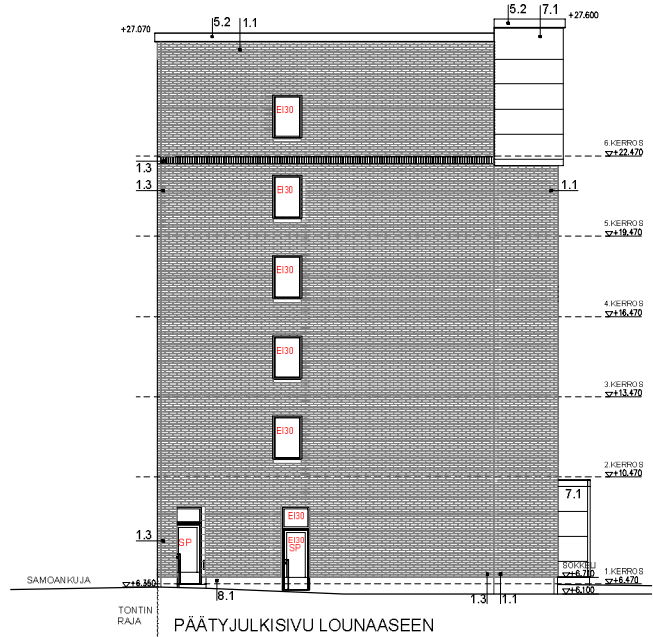 5.2
7.1
+27.600
5.2
1.1
+27.070
EI30
6.KERROS
+22.470
1.3
1.3
EI30
1.1
5.KERROS
+19.470
EI30
4.KERROS
+16.470
EI30
3.KERROS
+13.470
EI30
2.KERROS
+10.470
7.1
EI30
1.3
SP
EI30
SP
SOKKELI
+6.710
1.KERROS
+6.470
SAMOANKUJA
+6.350
+6.100
8.1
1.3
1.1
TONTIN
RAJA
PÄÄTYJULKISIVU LOUNAASEEN